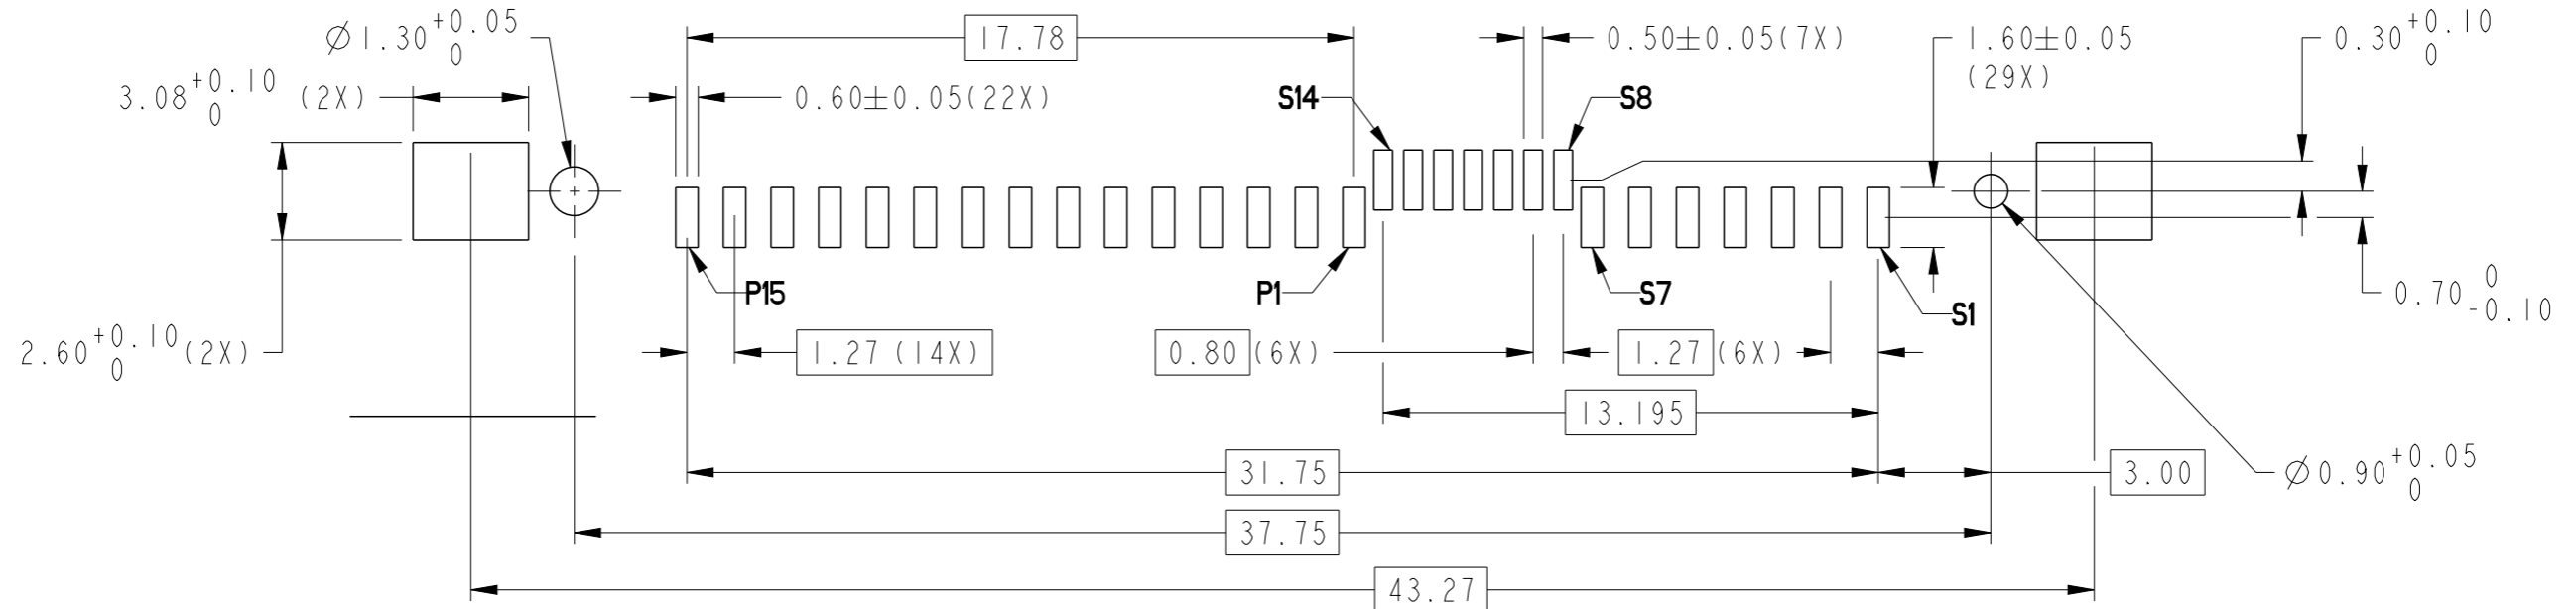 ∅1.30 +0.05 0
17.78
0.50±0.05(7X)
1.60±0.05
(29X)
0.30 +0.10 0
3.08 +0.10 0 (2X)
0.60±0.05(22X)
S14
S8
P15
P1
S7
S1
0.70 0 -0.10
2.60 +0.10 0 (2X)
1.27 (14X)
0.80 (6X)
1.27 (6X)
13.195
31.75
3.00
∅0.90 +0.05 0
37.75
43.27